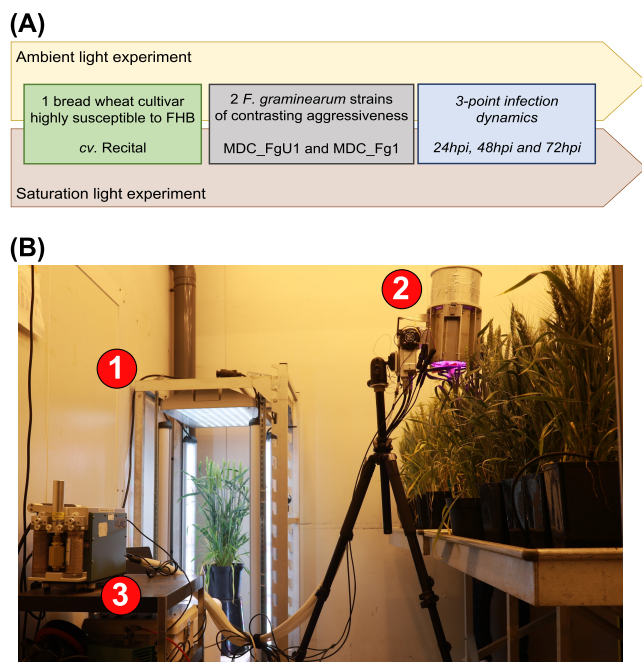 (A)
Ambient light experiment
1 bread wheat cultivar
highly susceptible to FHB
cv. Recital
2 F. graminearum strains
of contrasting aggressiveness
MDC_FgU1 and MDC_Fg1
3-point infection
dynamics
24hpi, 48hpi and 72hpi
Saturation light experiment
(B)
1
2
3